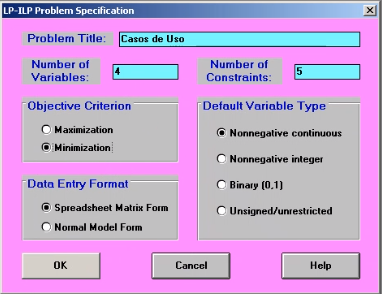 LP-ILP Problem Specification
Problem Title: Casos de Uso
Number of Variables: 4
Number of Constraints: 5
Objective Criterion
Maximization
Minimization
Default Variable Type
Nonnegative continuous
Nonnegative integer
Binary (0,1)
Unsigned/unrestricted
Data Entry Format
Spreadsheet Matrix Form
Normal Model Form
OK
Cancel
Help